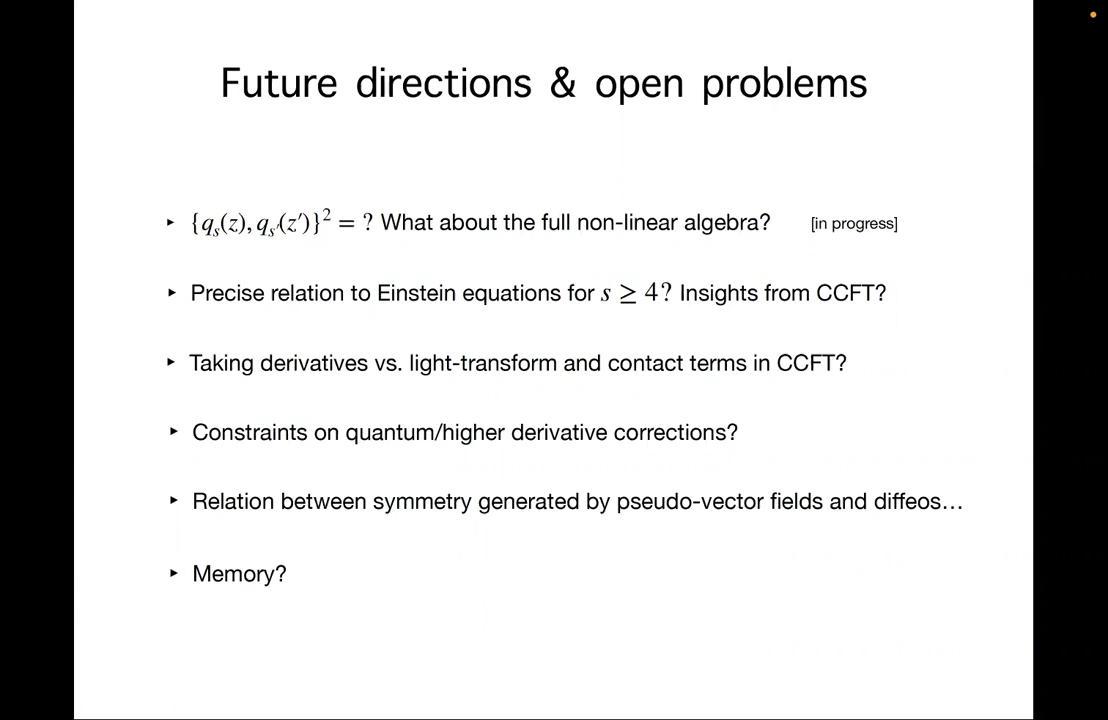 Future directions & open problems
‣ {qₛ(z), qₛ′(z′)}² = ? What about the full non-linear algebra? [in progress]
‣ Precise relation to Einstein equations for s ≥ 4? Insights from CCFT?
‣ Taking derivatives vs. light-transform and contact terms in CCFT?
‣ Constraints on quantum/higher derivative corrections?
‣ Relation between symmetry generated by pseudo-vector fields and diffeos…
‣ Memory?